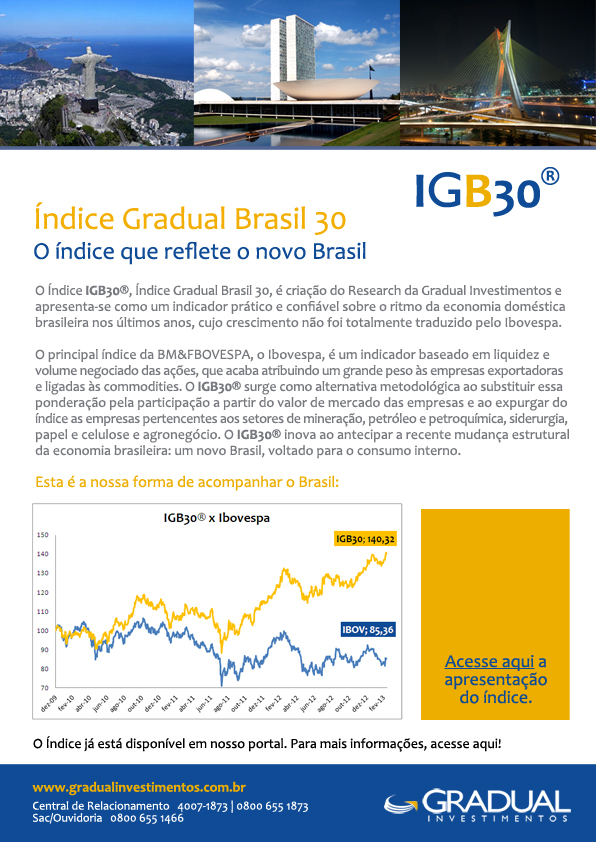 IGB30®
Índice Gradual Brasil 30
O índice que reflete o novo Brasil
O Índice IGB30®, Índice Gradual Brasil 30, é criação do Research da Gradual Investimentos e
apresenta-se como um indicador prático e confiável sobre o ritmo da economia doméstica
brasileira nos últimos anos, cujo crescimento não foi totalmente traduzido pelo Ibovespa.
O principal índice da BM&FBOVESPA, o Ibovespa, é um indicador baseado em liquidez e
volume negociado das ações, que acaba atribuindo um grande peso às empresas exportadoras
e ligadas às commodities. O IGB30® surge como alternativa metodológica ao substituir essa
ponderação pela participação a partir do valor de mercado das empresas e ao expurgar do
índice as empresas pertencentes aos setores de mineração, petróleo e petroquímica, siderurgia,
papel e celulose e agronegócio. O IGB30® inova ao antecipar a recente mudança estrutural
da economia brasileira: um novo Brasil, voltado para o consumo interno.
Esta é a nossa forma de acompanhar o Brasil:
IGB30® x Ibovespa
150
140
130
120
110
100
90
80
70
IGB30; 140,32
IBOV; 85,36
dez-09
fev-10
abr-10
jun-10
ago-10
out-10
dez-10
fev-11
abr-11
jun-11
ago-11
out-11
dez-11
fev-12
abr-12
jun-12
ago-12
out-12
dez-12
fev-13
Acesse aqui a
apresentação
do índice.
O Índice já está disponível em nosso portal. Para mais informações, acesse aqui!
www.gradualinvestimentos.com.br
Central de Relacionamento 4007-1873 | 0800 655 1873
Sac/Ouvidoria 0800 655 1466
GRADUAL
INVESTIMENTOS